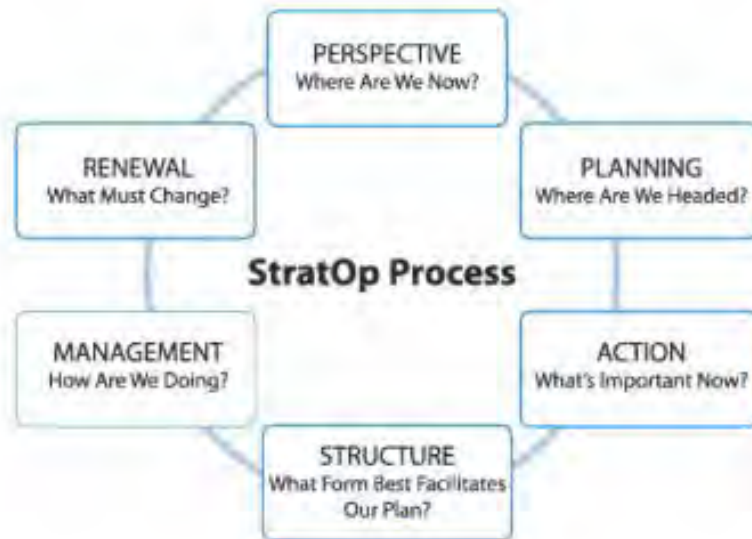 PERSPECTIVE
Where Are We Now?
PLANNING
Where Are We Headed?
ACTION
What's Important Now?
STRUCTURE
What Form Best Facilitates
Our Plan?
MANAGEMENT
How Are We Doing?
RENEWAL
What Must Change?
StratOp Process